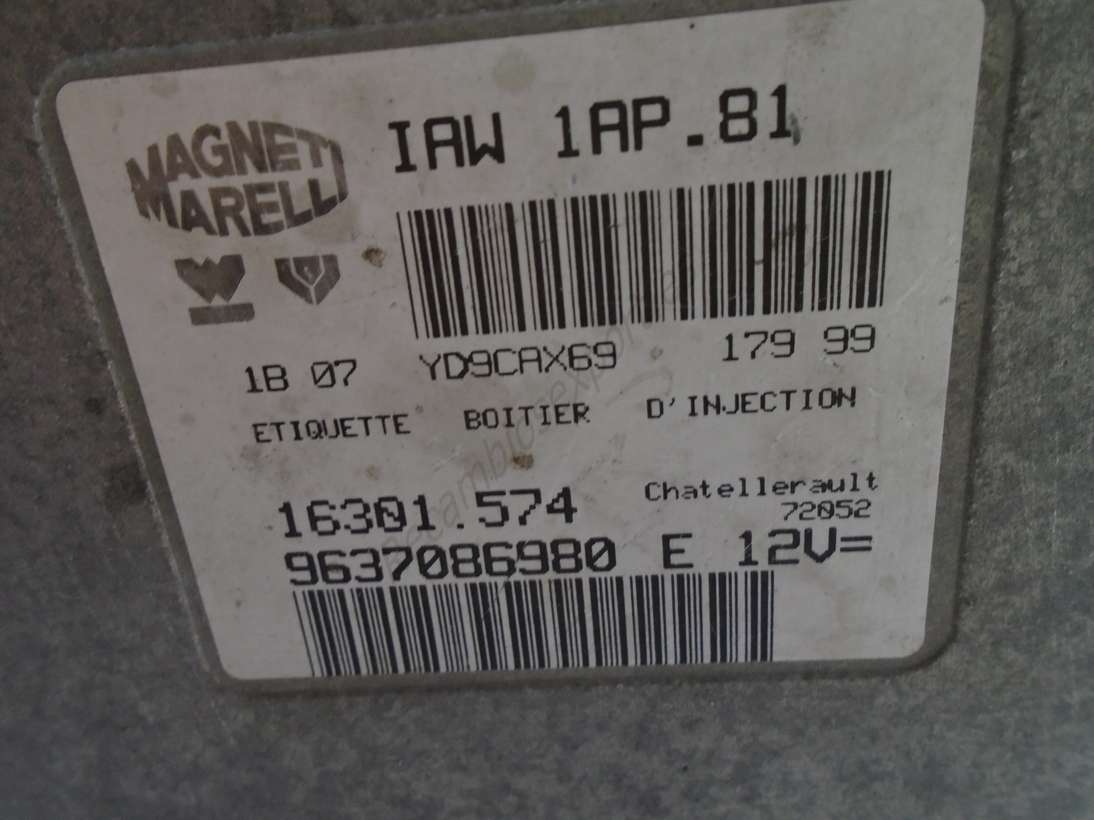 MAGNETI
MARELLI
IAW 1AP.81
1B 07 YD9CAX69 179 99
ETIQUETTE BOITIER D'INJECTION
16301.574 Chatellerault
72052
9637086980 E 12V=